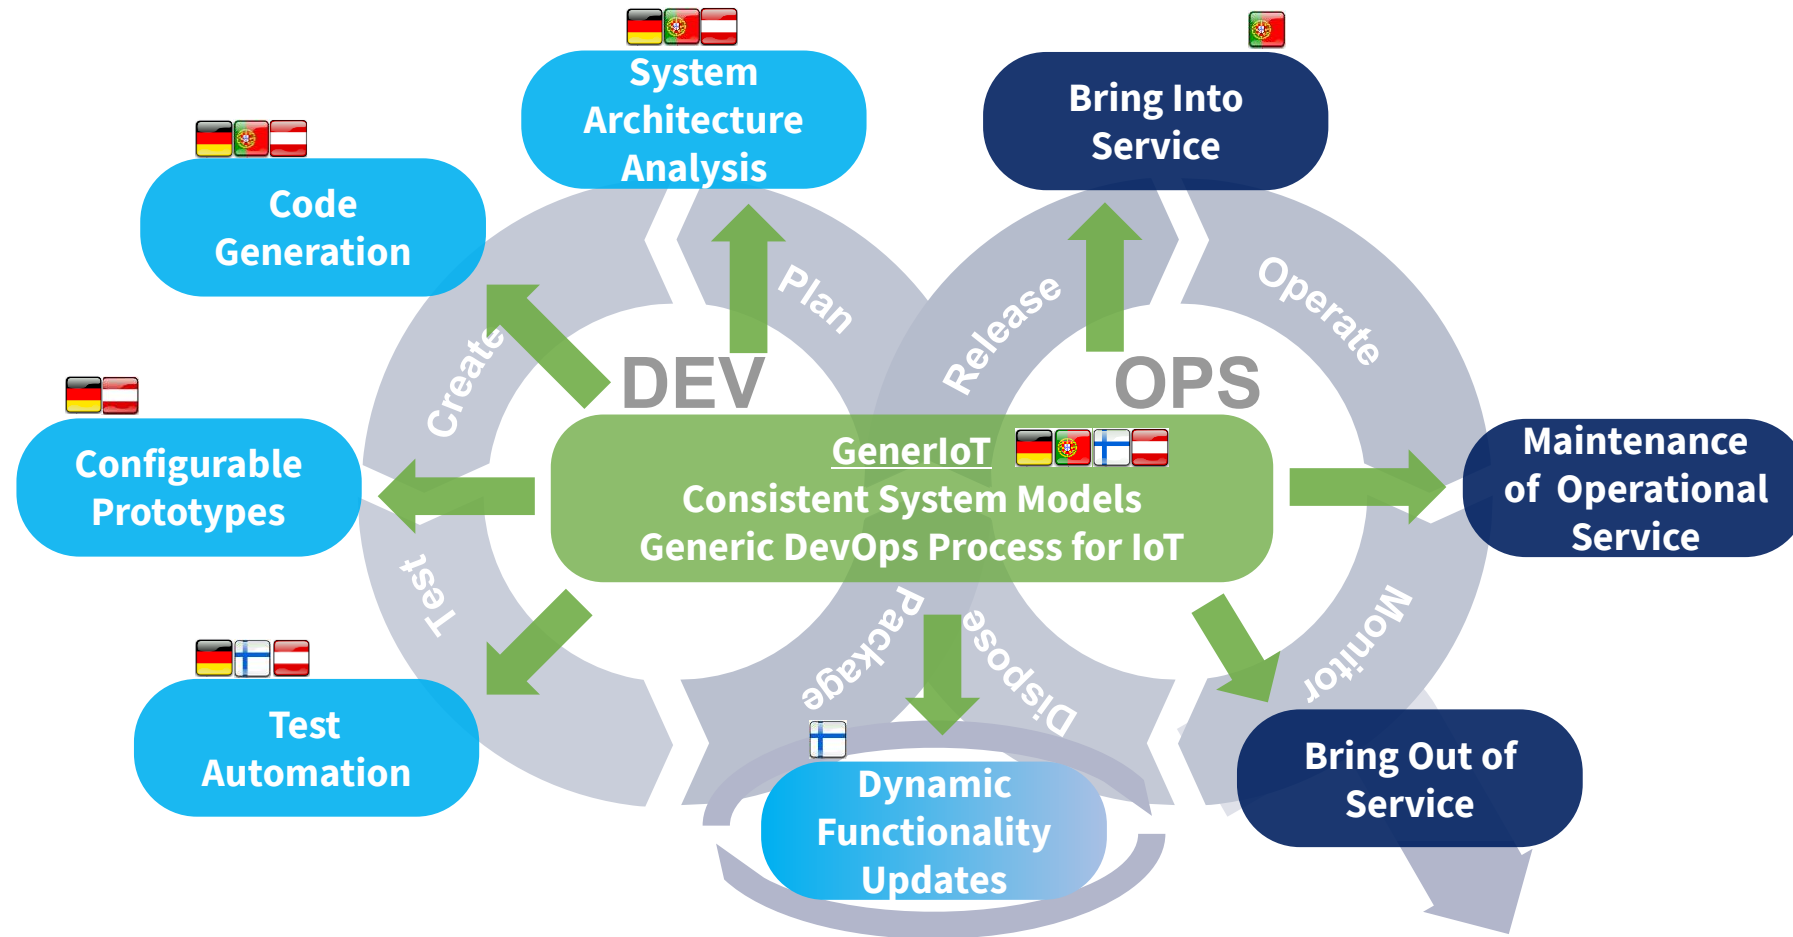 System
Architecture
Analysis
Bring Into
Service
Code
Generation
Plan
Release
Operate
Create
DEV
OPS
Configurable
Prototypes
GenerIoT
Consistent System Models
Generic DevOps Process for IoT
Maintenance
of Operational
Service
Test
Package
Dispose
Monitor
Test
Automation
Dynamic
Functionality
Updates
Bring Out of
Service